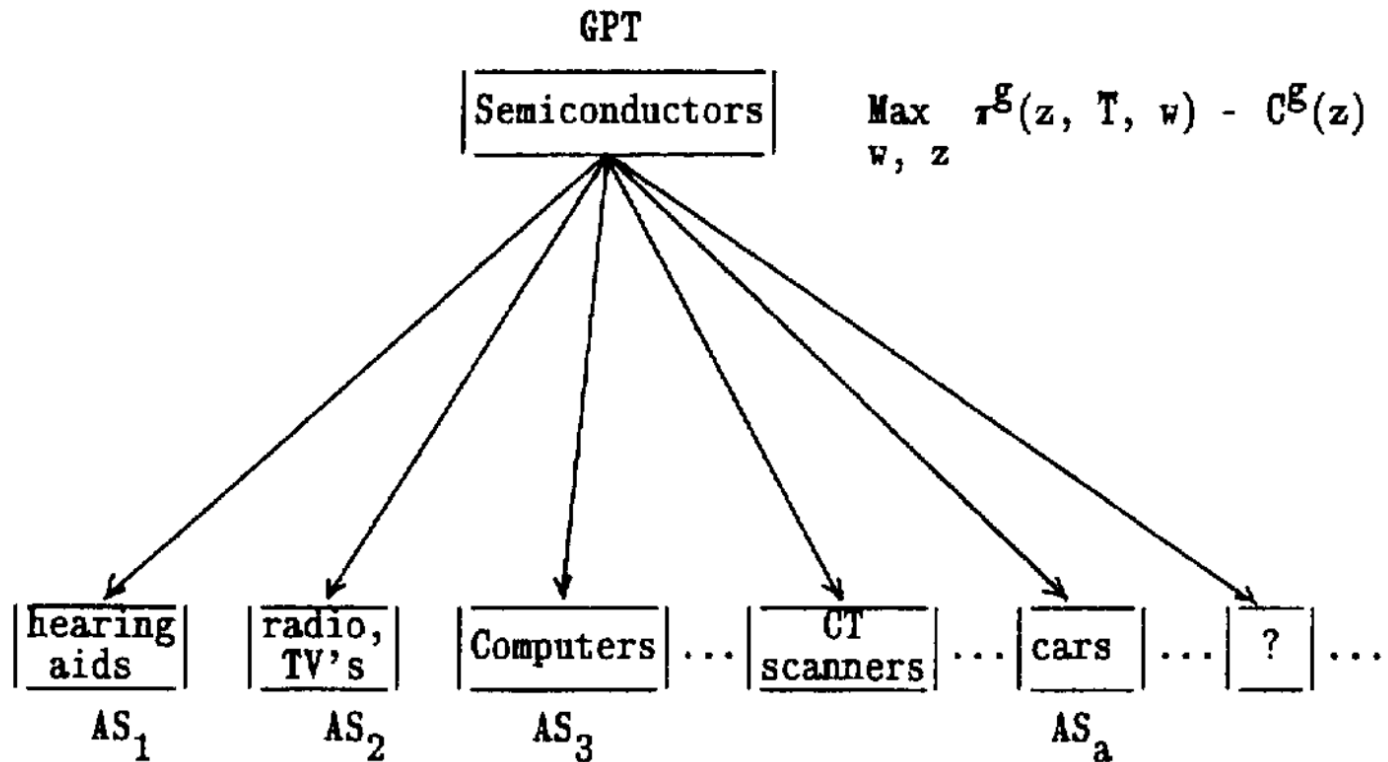 GPT
Semiconductors
Max π^g(z, T, w) - C^g(z)
w, z
hearing aids
radio, TV's
Computers ...
CT scanners ...
cars ...
? ...
AS_1
AS_2
AS_3
AS_a